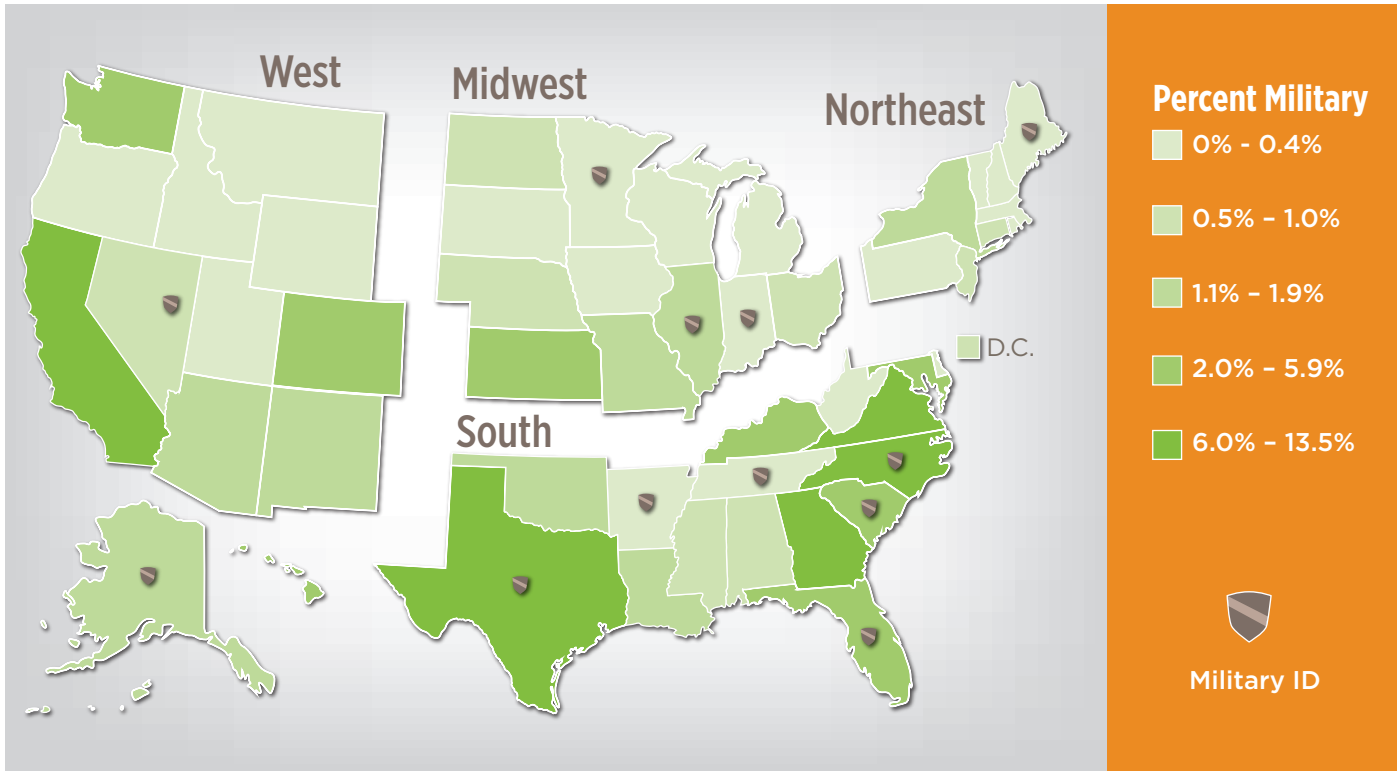 West
Midwest
Northeast
South
D.C.
Percent Military
0% - 0.4%
0.5% – 1.0%
1.1% – 1.9%
2.0% – 5.9%
6.0% – 13.5%
Military ID